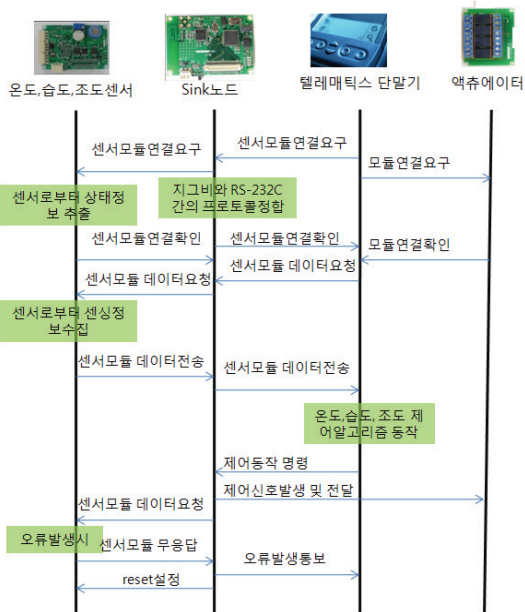 온도,습도,조도센서
Sink노드
텔레매틱스 단말기
액츄에이터
센서모듈연결요구
센서모듈연결요구
모듈연결요구
센서로부터 상태정
보 추출
지그비와 RS-232C
간의 프로토콜정합
센서모듈연결확인
센서모듈연결확인
모듈연결확인
센서모듈 데이터요청
센서모듈 데이터요청
센서로부터 센싱정
보수집
센서모듈 데이터전송
센서모듈 데이터전송
온도,습도, 조도 제
어알고리즘 동작
제어동작 명령
제어신호발생 및 전달
센서모듈 데이터요청
오류발생시
센서모듈 무응답
오류발생통보
reset설정